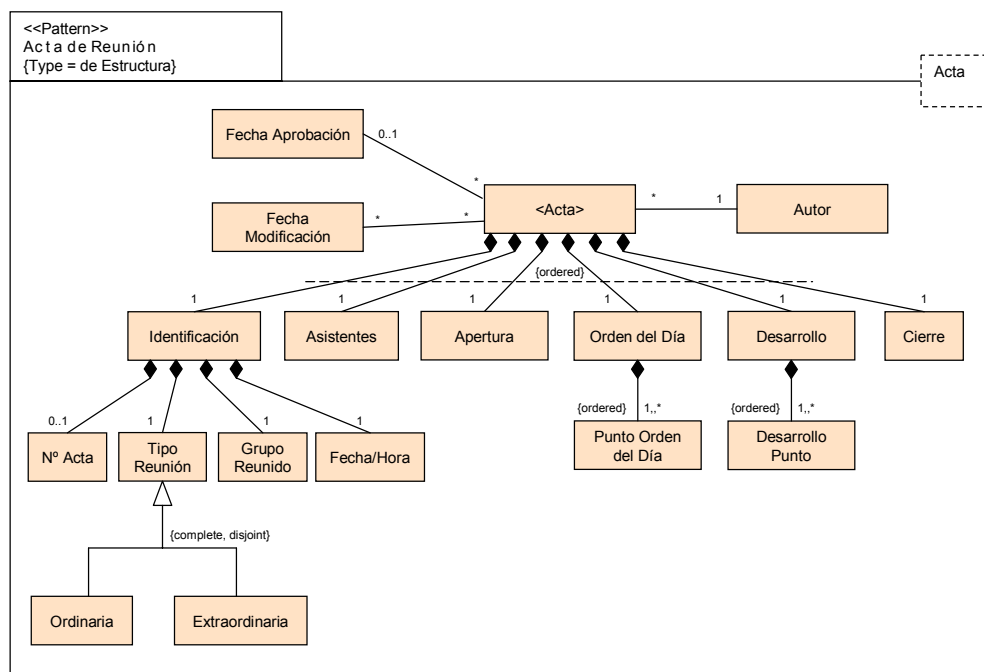 <<Pattern>>
Acta de Reunión
{Type = de Estructura}
Acta
Fecha Aprobación
0..1
*
Fecha
Modificación
*
*
<Acta>
*
1
Autor
{ordered}
1
1
1
1
1
1
Identificación
Asistentes
Apertura
Orden del Día
Desarrollo
Cierre
0..1
1
1
1
{ordered}
1,,*
{ordered}
1,,*
Nº Acta
Tipo
Reunión
Grupo
Reunido
Fecha/Hora
Punto Orden
del Día
Desarrollo
Punto
{complete, disjoint}
Ordinaria
Extraordinaria